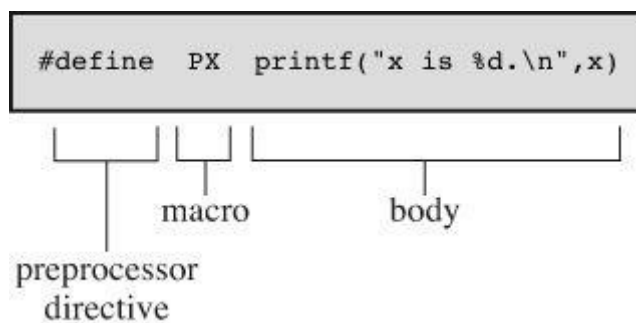 #define PX printf("x is %d.\n",x)
macro body
preprocessor
directive